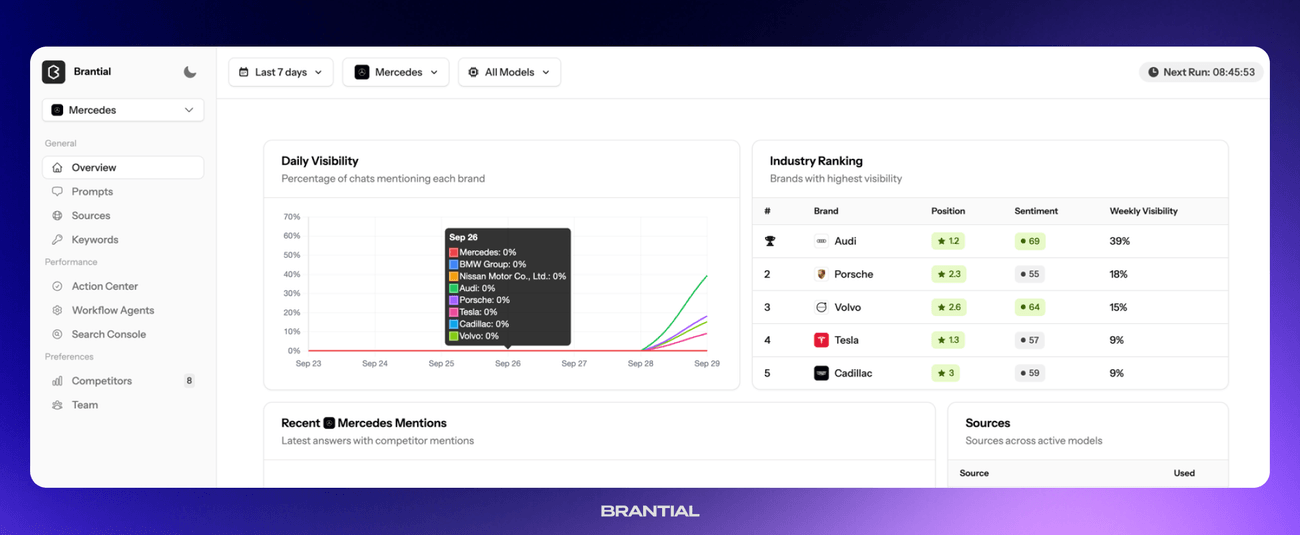 Brantial
Mercedes
General
Overview
Prompts
Sources
Keywords
Performance
Action Center
Workflow Agents
Search Console
Preferences
Competitors 8
Team
Last 7 days Mercedes All Models Next Run: 08:45:53
Daily Visibility
Percentage of chats mentioning each brand
70%
60%
50%
40%
30%
20%
10%
0%
Sep 26
Mercedes: 0%
BMW Group: 0%
Nissan Motor Co., Ltd.: 0%
Audi: 0%
Porsche: 0%
Tesla: 0%
Cadillac: 0%
Volvo: 0%
Sep 23 Sep 24 Sep 25 Sep 26 Sep 27 Sep 28 Sep 29
Industry Ranking
Brands with highest visibility
# Brand Position Sentiment Weekly Visibility
Audi 1.2 69 39%
2 Porsche 2.3 55 18%
3 Volvo 2.6 64 15%
4 Tesla 1.3 57 9%
5 Cadillac 3 59 9%
Recent Mercedes Mentions
Latest answers with competitor mentions
Sources
Sources across active models
Source Used
BRANTIAL